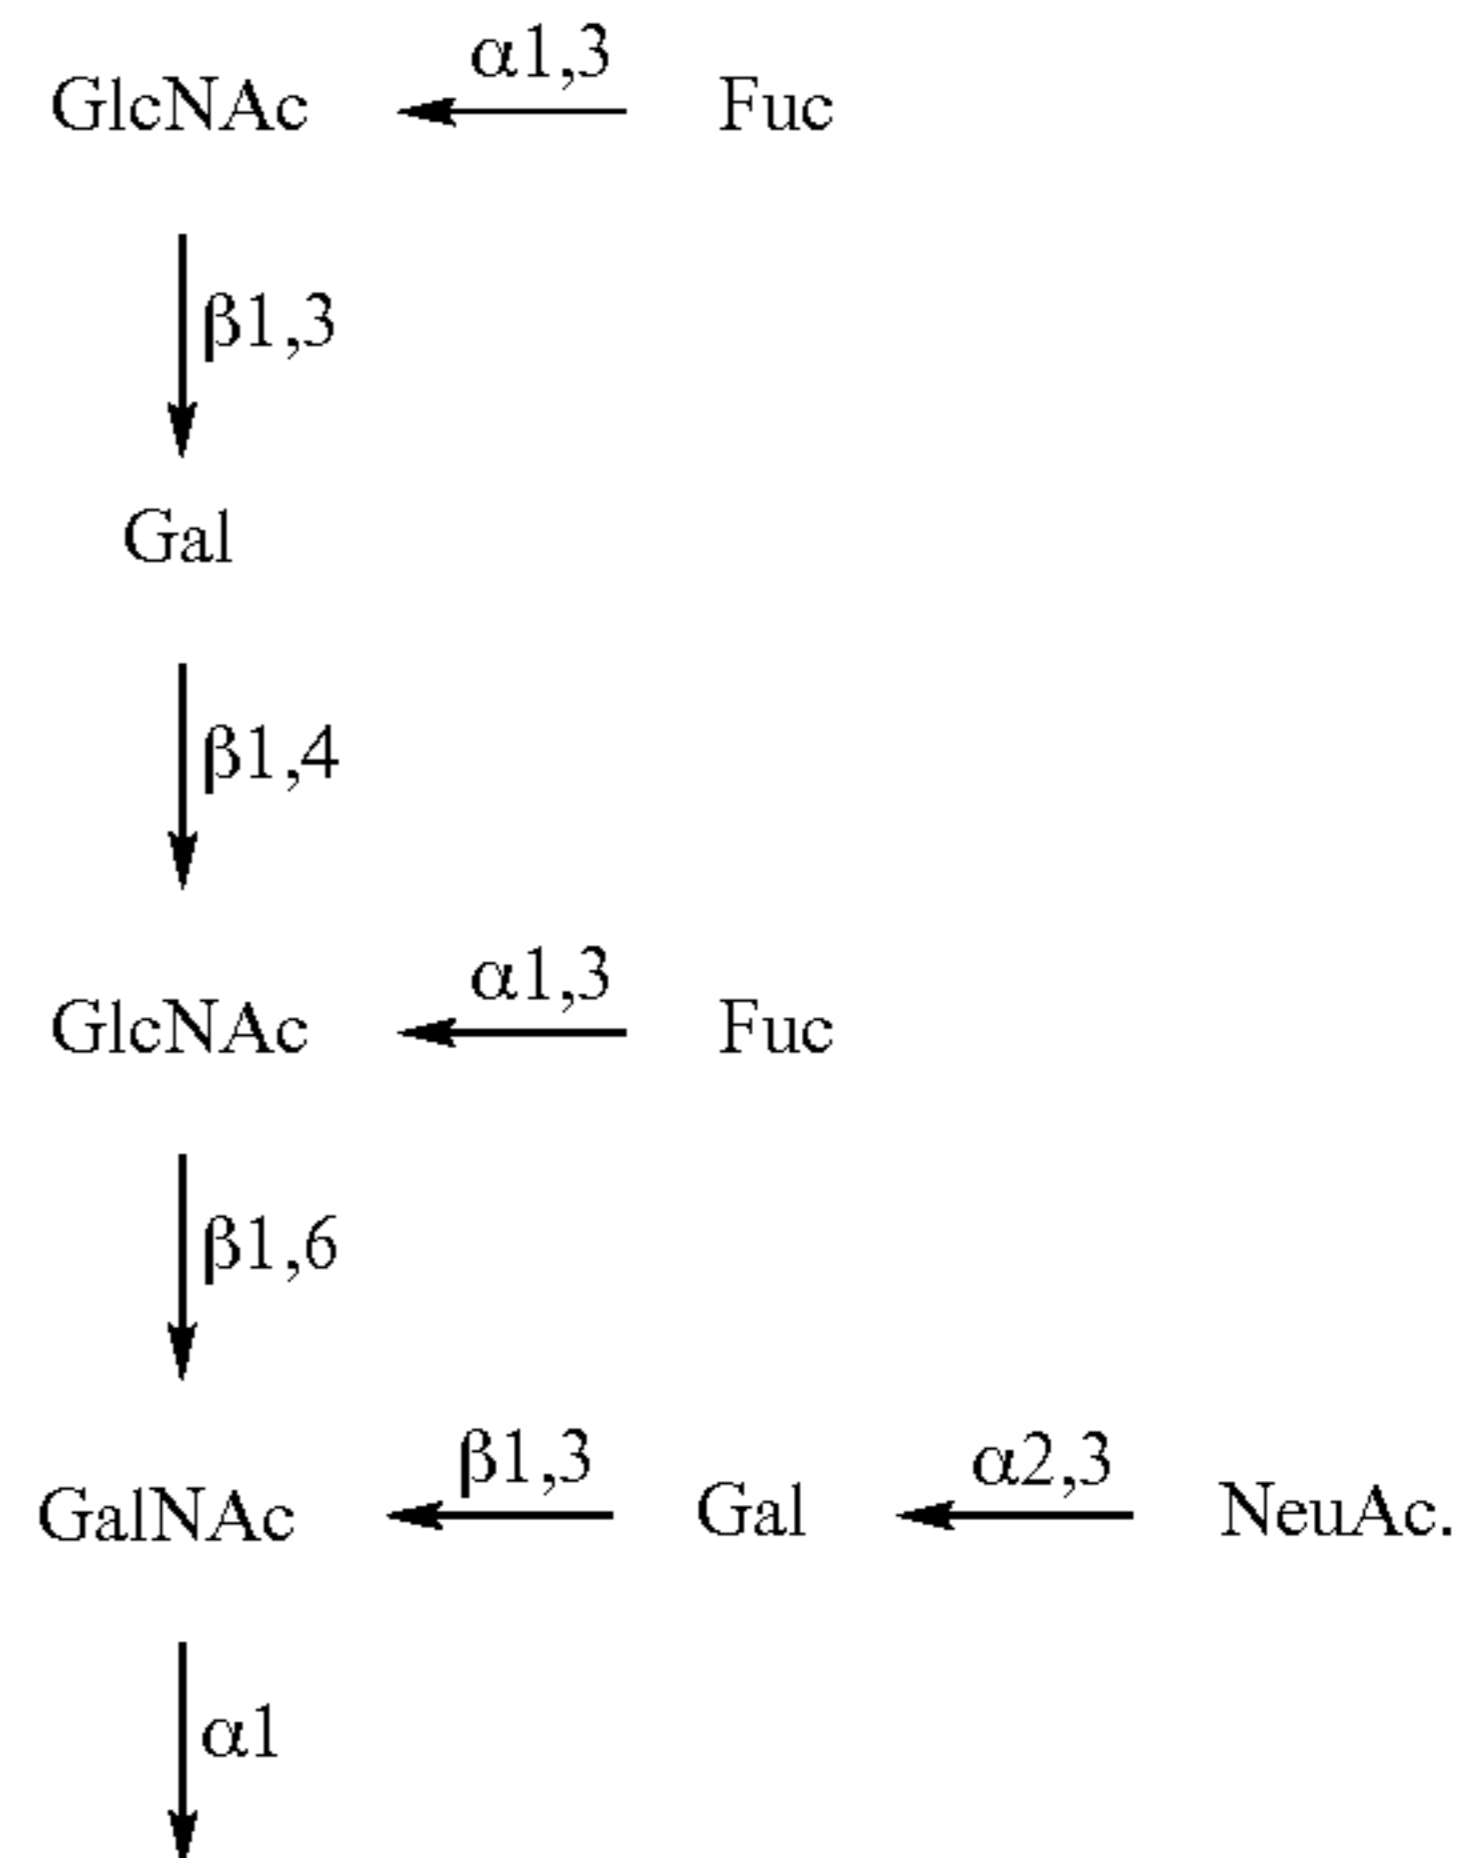 α1,3
GlcNAc Fuc
β1,3
Gal
β1,4
α1,3
GlcNAc Fuc
β1,6
β1,3 α2,3
GalNAc Gal NeuAc.
α1